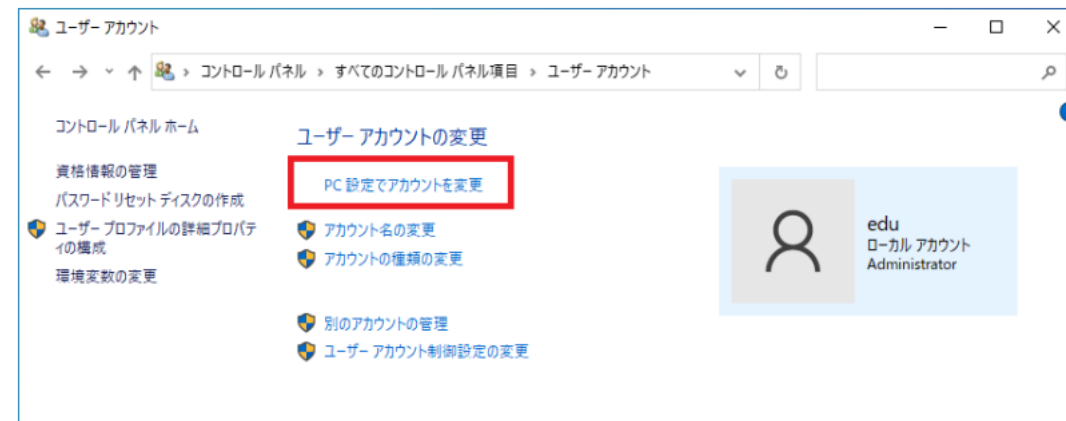 ユーザー アカウント
コントロール パネル › すべてのコントロール パネル項目 › ユーザー アカウント
コントロール パネル ホーム
資格情報の管理
パスワード リセット ディスクの作成
ユーザー プロファイルの詳細プロパテ
ィの構成
環境変数の変更
ユーザー アカウントの変更
PC 設定でアカウントを変更
アカウント名の変更
アカウントの種類の変更
別のアカウントの管理
ユーザー アカウント制御設定の変更
edu
ローカル アカウント
Administrator